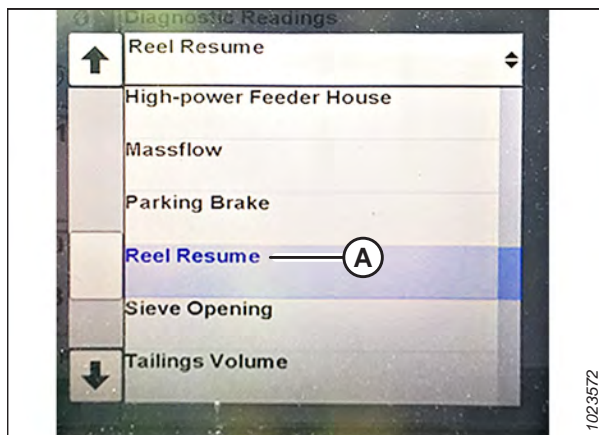 Diagnostic Readings
Reel Resume
High-power Feeder House
Massflow
Parking Brake
Reel Resume
A
Sieve Opening
Tailings Volume
1023572